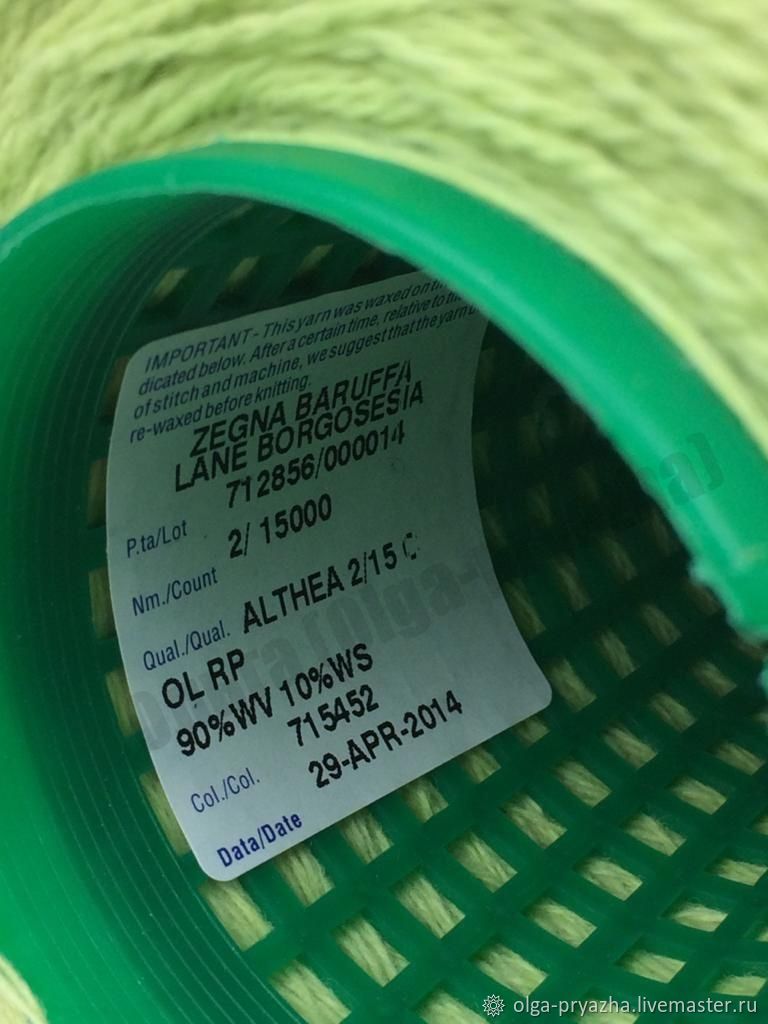 IMPORTANT - This yarn was waxed on
dicated below. After a certain time, relative to
of stitch and machine, we suggest that the yarn
re-waxed before knitting.
ZEGNA BARUFFA
LANE BORGOSESIA
P.ta/Lot 712856/000014
Nm./Count 2/ 15000
Qual./Qual. ALTHEA 2/15 C
OL RP
90%WV 10%WS
Col./Col. 715452
Data/Date 29-APR-2014
olga-pryazha.livemaster.ru